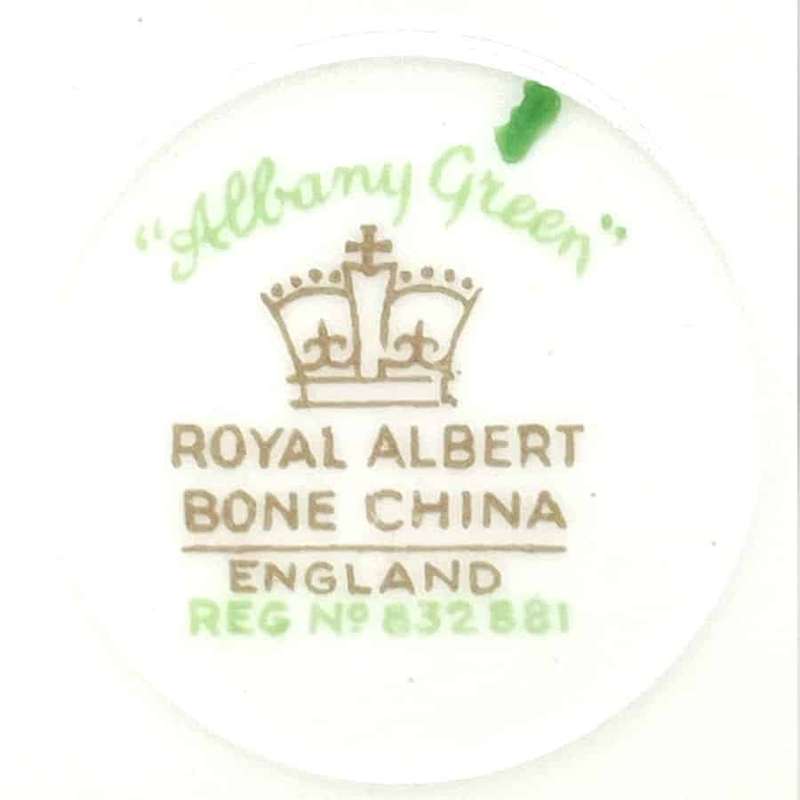 "Albany Green"
ROYAL ALBERT
BONE CHINA
ENGLAND
REG Nº 832881